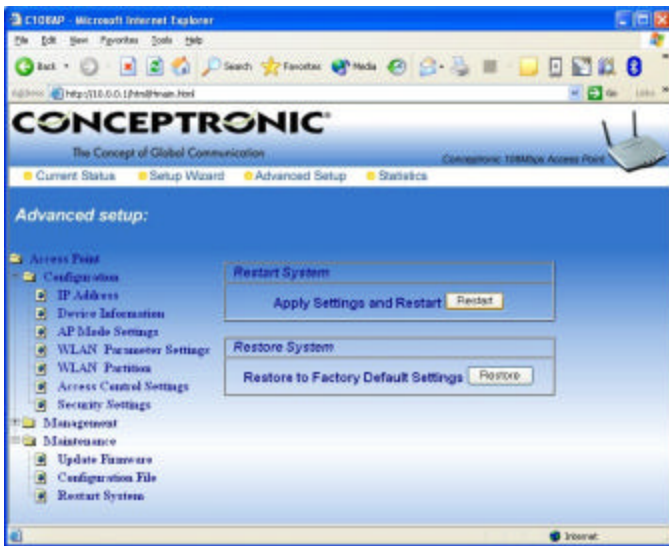 C108AP - Microsoft Internet Explorer
File Edit View Favorites Tools Help
Back Search Favorites Media
Address http://10.0.0.1/html/main.html Go Links
CONCEPTRONIC
The Concept of Global Communication
Conceptronic 108Mbps Access Point
Current Status Setup Wizard Advanced Setup Statistics
Advanced setup:
Access Point
Configuration
IP Address
Device Information
AP Mode Settings
WLAN Parameter Settings
WLAN Partition
Access Control Settings
Security Settings
Management
Maintenance
Update Firmware
Configuration File
Restart System
Restart System
Apply Settings and Restart Restart
Restore System
Restore to Factory Default Settings Restore
Internet